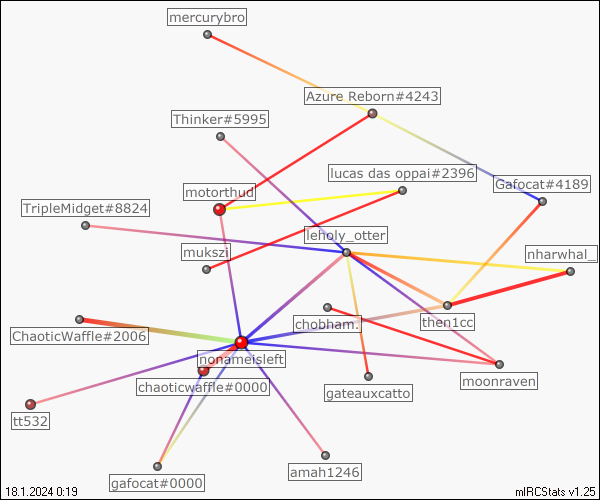 mercurybro
Azure Reborn#4243
Thinker#5995
lucas das oppai#2396
Gafocat#4189
motorthud
TripleMidget#8824
leholy_otter
mukszi
nharwhal_
chobham.
then1cc
ChaoticWaffle#2006
nonameisleft
chaoticwaffle#0000
moonraven
gateauxcatto
tt532
amah1246
gafocat#0000
18.1.2024 0:19
mIRCStats v1.25